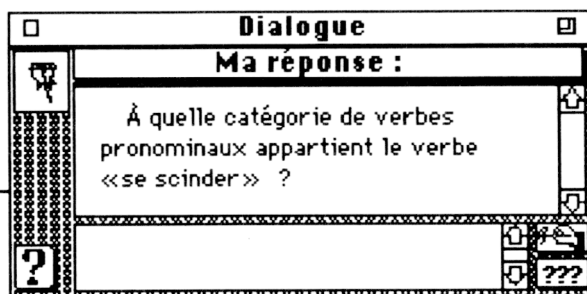 Dialogue
Ma réponse :
À quelle catégorie de verbes
pronominaux appartient le verbe
«se scinder» ?
?
???